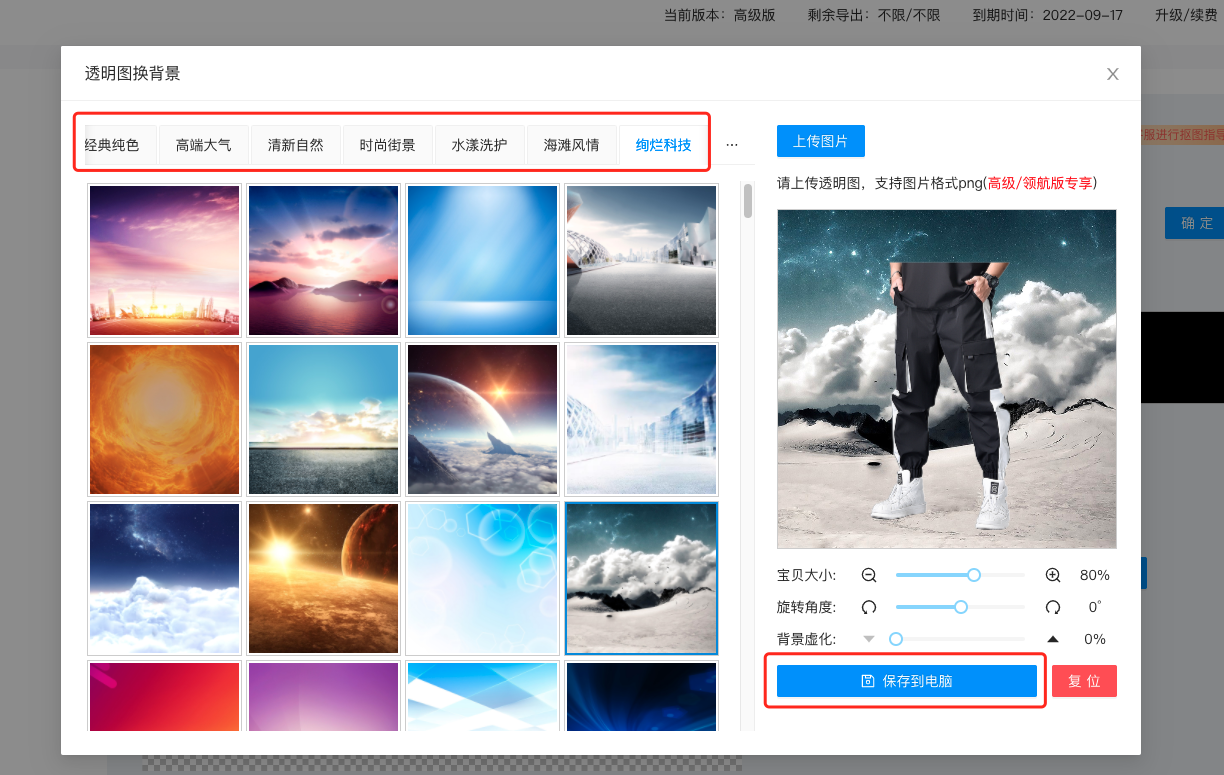 当前版本：高级版 剩余导出：不限/不限 到期时间：2022-09-17 升级/续费
透明图换背景
经典纯色 高端大气 清新自然 时尚街景 水漾洗护 海滩风情 绚烂科技 ...
上传图片
服进行抠图指导
请上传透明图，支持图片格式png(高级/领航版专享)
确 定
宝贝大小: 80%
旋转角度: 0°
背景虚化: 0%
保存到电脑 复 位